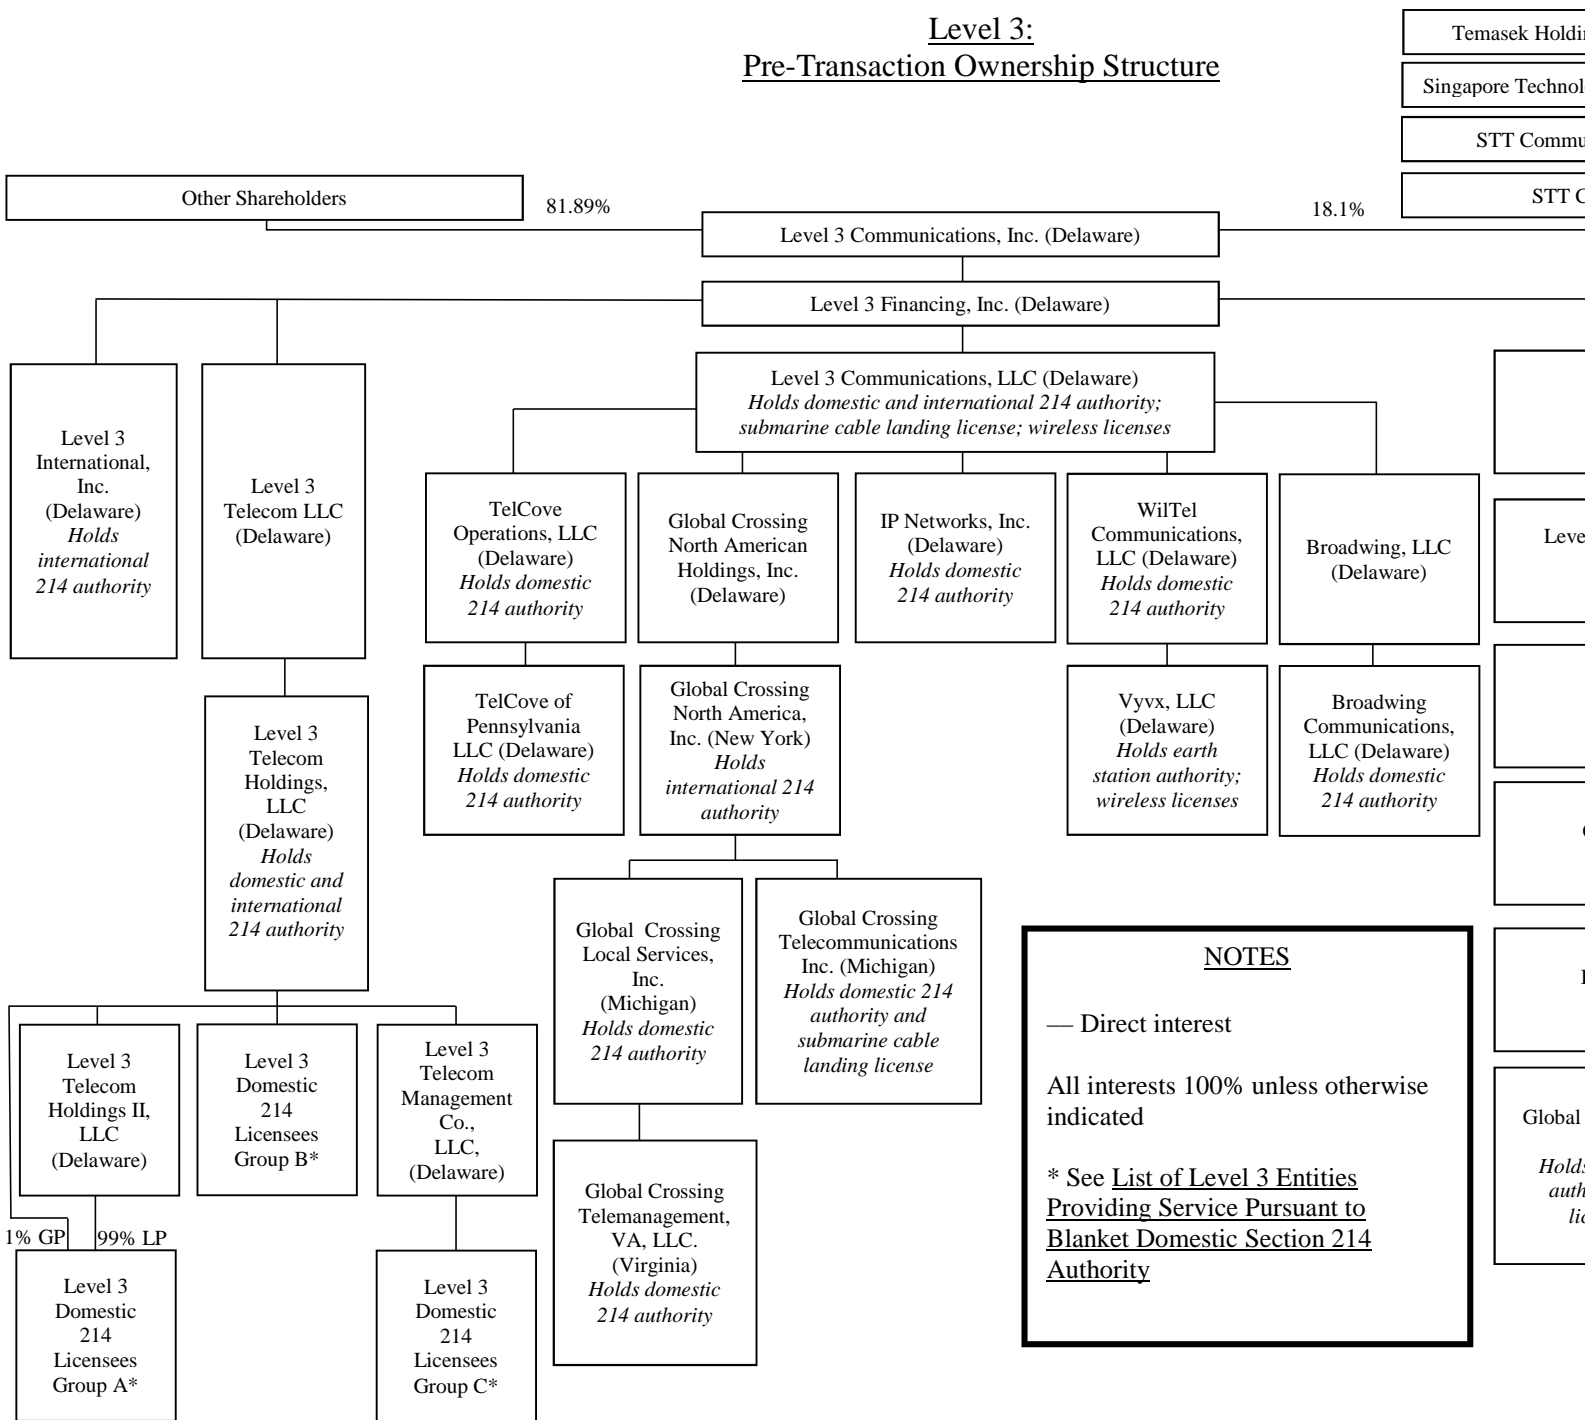 Level 3:
Pre-Transaction Ownership Structure
Temasek
Singapore
STT
STT
Other Shareholders
81.89%
18.1%
Level 3 Communications, Inc. (Delaware)
Level 3 Financing, Inc. (Delaware)
Level 3 Communications, LLC (Delaware)
Holds domestic and international 214 authority;
submarine cable landing license; wireless licenses
Level 3
International,
Inc.
(Delaware)
Holds
international
214 authority
Level 3
Telecom LLC
(Delaware)
TelCove
Operations, LLC
(Delaware)
Holds domestic
214 authority
Global Crossing
North American
Holdings, Inc.
(Delaware)
IP Networks, Inc.
(Delaware)
Holds domestic
214 authority
WilTel
Communications,
LLC (Delaware)
Holds domestic
214 authority
Broadwing, LLC
(Delaware)
Level 3
Telecom
Holdings,
LLC
(Delaware)
Holds
domestic and
international
214 authority
TelCove of
Pennsylvania
LLC (Delaware)
Holds domestic
214 authority
Global Crossing
North America,
Inc. (New York)
Holds
international 214
authority
Vyvx, LLC
(Delaware)
Holds earth
station authority;
wireless licenses
Broadwing
Communications,
LLC (Delaware)
Holds domestic
214 authority
Global Crossing
Local Services,
Inc.
(Michigan)
Holds domestic
214 authority
Global Crossing
Telecommunications
Inc. (Michigan)
Holds domestic 214
authority and
submarine cable
landing license
Level 3
Telecom
Holdings II,
LLC
(Delaware)
Level 3
Domestic
214
Licensees
Group B*
Level 3
Telecom
Management
Co.,
LLC,
(Delaware)
Global Crossing
Telemanagement,
VA, LLC.
(Virginia)
Holds domestic
214 authority
1% GP
99% LP
Level 3
Domestic
214
Licensees
Group A*
Level 3
Domestic
214
Licensees
Group C*
NOTES
— Direct interest
All interests 100% unless otherwise
indicated
* See List of Level 3 Entities
Providing Service Pursuant to
Blanket Domestic Section 214
Authority
Global